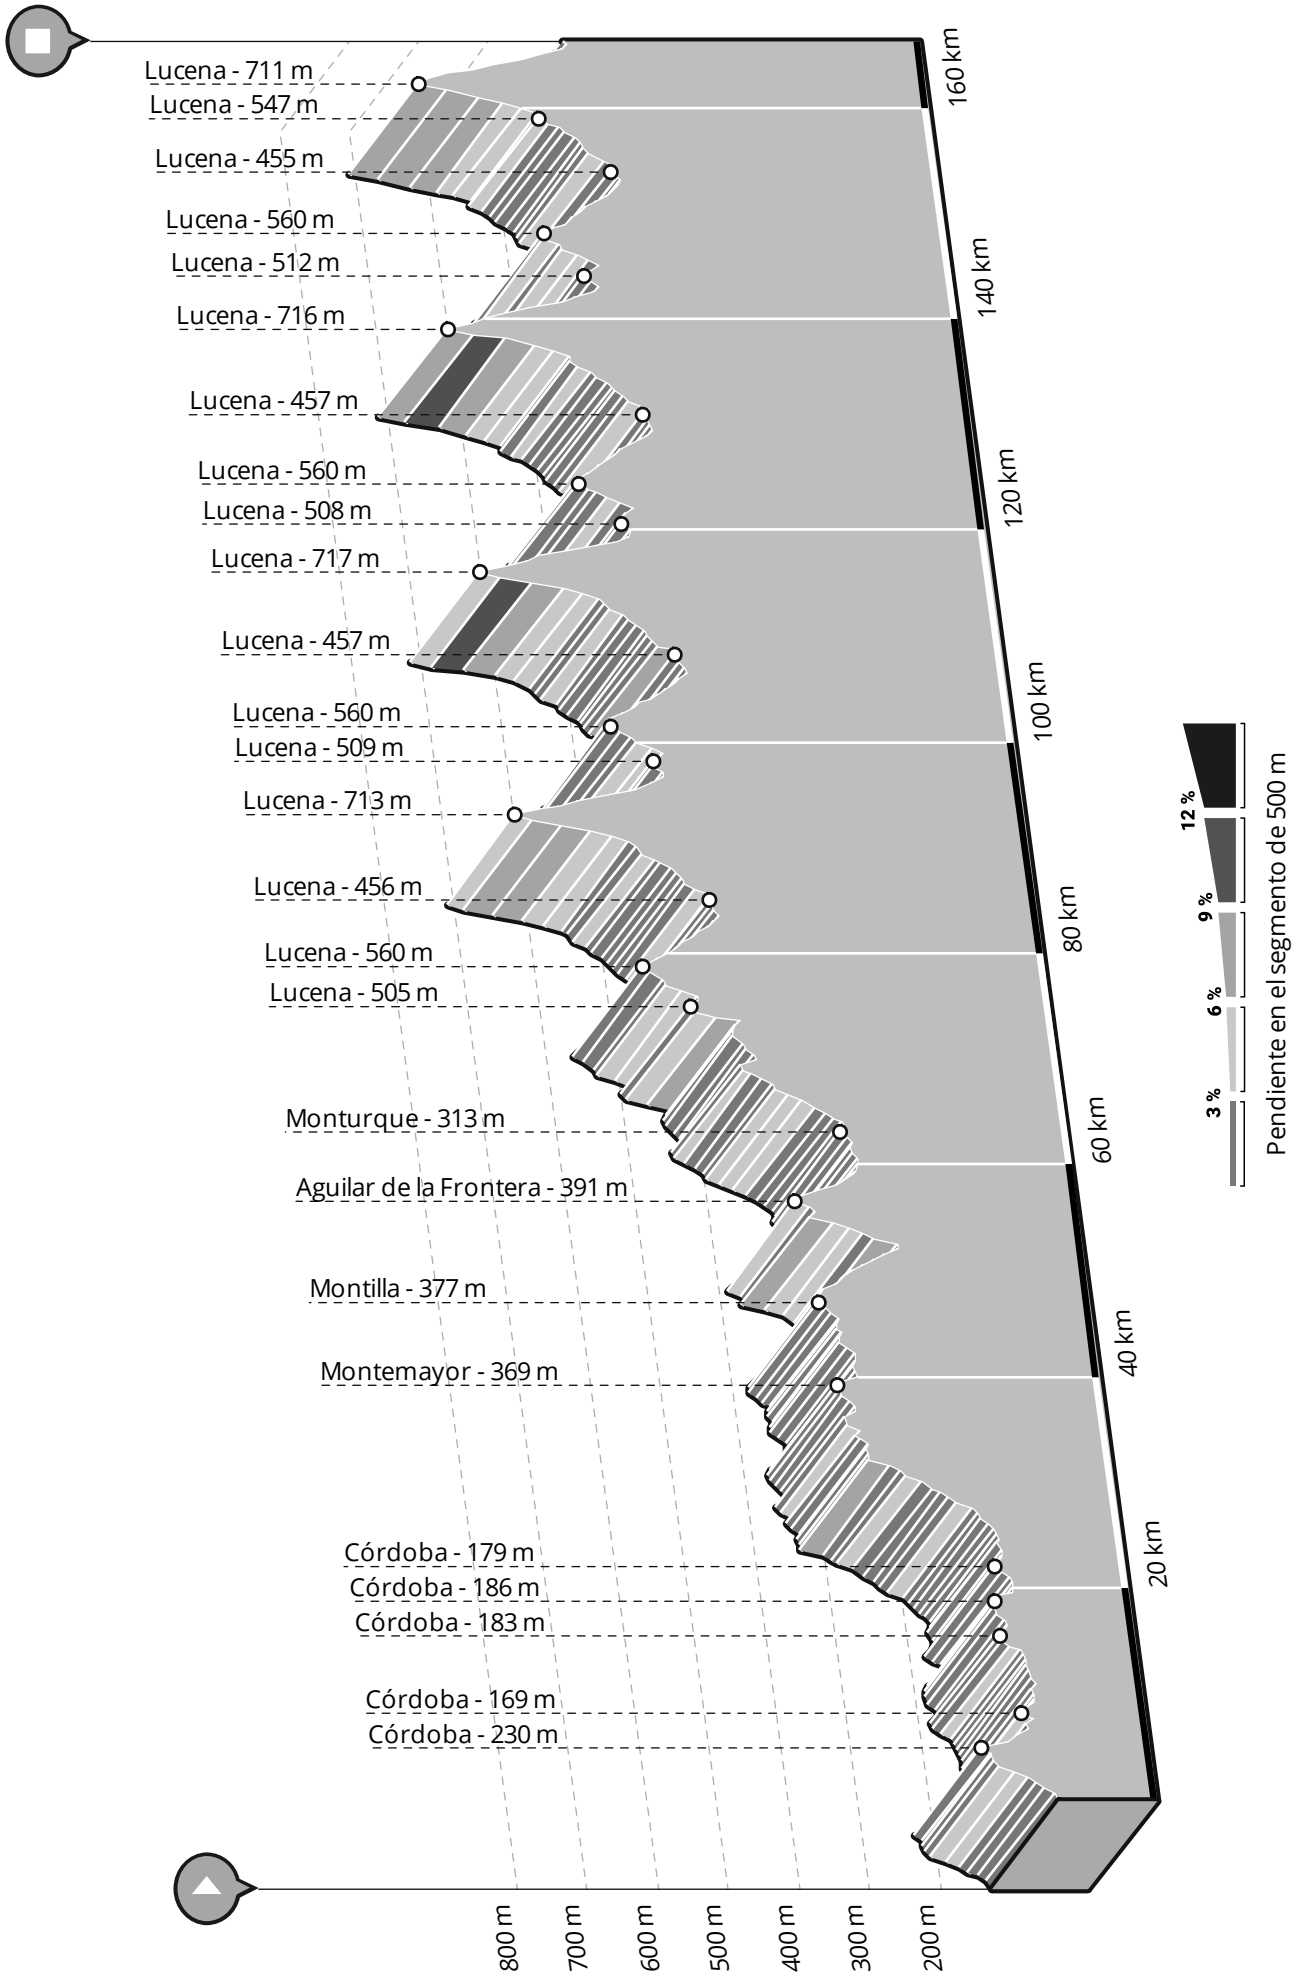 Lucena - 711 m
Lucena - 547 m
Lucena - 455 m
Lucena - 560 m
Lucena - 512 m
Lucena - 716 m
Lucena - 457 m
Lucena - 560 m
Lucena - 508 m
Lucena - 717 m
Lucena - 457 m
Lucena - 560 m
Lucena - 509 m
Lucena - 713 m
Lucena - 456 m
Lucena - 560 m
Lucena - 505 m
Monturque - 313 m
Aguilar de la Frontera - 391 m
Montilla - 377 m
Montemayor - 369 m
Córdoba - 179 m
Córdoba - 186 m
Córdoba - 183 m
Córdoba - 169 m
Córdoba - 230 m
160 km
140 km
120 km
100 km
80 km
60 km
40 km
20 km
800 m
700 m
600 m
500 m
400 m
300 m
200 m
3 %
6 %
9 %
12 %
Pendiente en el segmento de 500 m